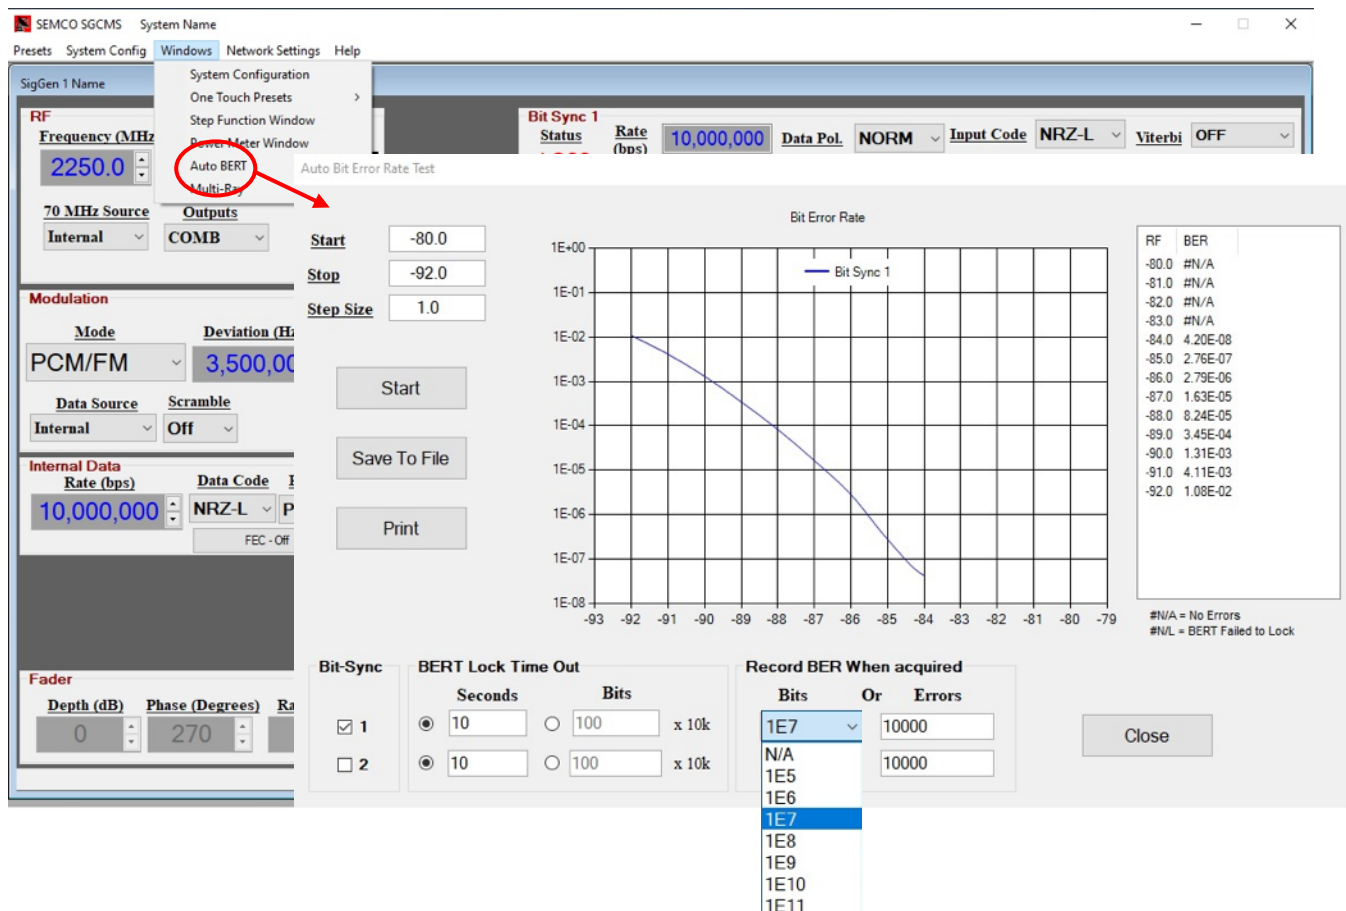 SEMCO SGCMS System Name
Presets System Config Windows Network Settings Help
SigGen 1 Name
System Configuration
One Touch Presets >
Step Function Window
Power Meter Window
Auto BERT
Multi-Ray
RF
Frequency (MHz
2250.0
70 MHz Source Outputs
Internal COMB
Bit Sync 1
Status Rate (bps) 10,000,000 Data Pol. NORM Input Code NRZ-L Viterbi OFF
Modulation
Mode Deviation (Hz
PCM/FM 3,500,00
Data Source Scramble
Internal Off
Internal Data
Rate (bps) Data Code
10,000,000 NRZ-L P
FEC - Off
Fader
Depth (dB) Phase (Degrees) Ra
0 270
Auto Bit Error Rate Test
Start -80.0
Stop -92.0
Step Size 1.0
Start
Save To File
Print
Bit Error Rate
Bit Sync 1
1E+00
1E-01
1E-02
1E-03
1E-04
1E-05
1E-06
1E-07
1E-08
-93 -92 -91 -90 -89 -88 -87 -86 -85 -84 -83 -82 -81 -80 -79
RF BER
-80.0 #N/A
-81.0 #N/A
-82.0 #N/A
-83.0 #N/A
-84.0 4.20E-08
-85.0 2.76E-07
-86.0 2.79E-06
-87.0 1.63E-05
-88.0 8.24E-05
-89.0 3.45E-04
-90.0 1.31E-03
-91.0 4.11E-03
-92.0 1.08E-02
#N/A = No Errors
#N/L = BERT Failed to Lock
Bit-Sync
1
2
BERT Lock Time Out
Seconds Bits
10 100 x 10k
10 100 x 10k
Record BER When acquired
Bits Or Errors
1E7 10000
10000
N/A
1E5
1E6
1E7
1E8
1E9
1E10
1E11
Close